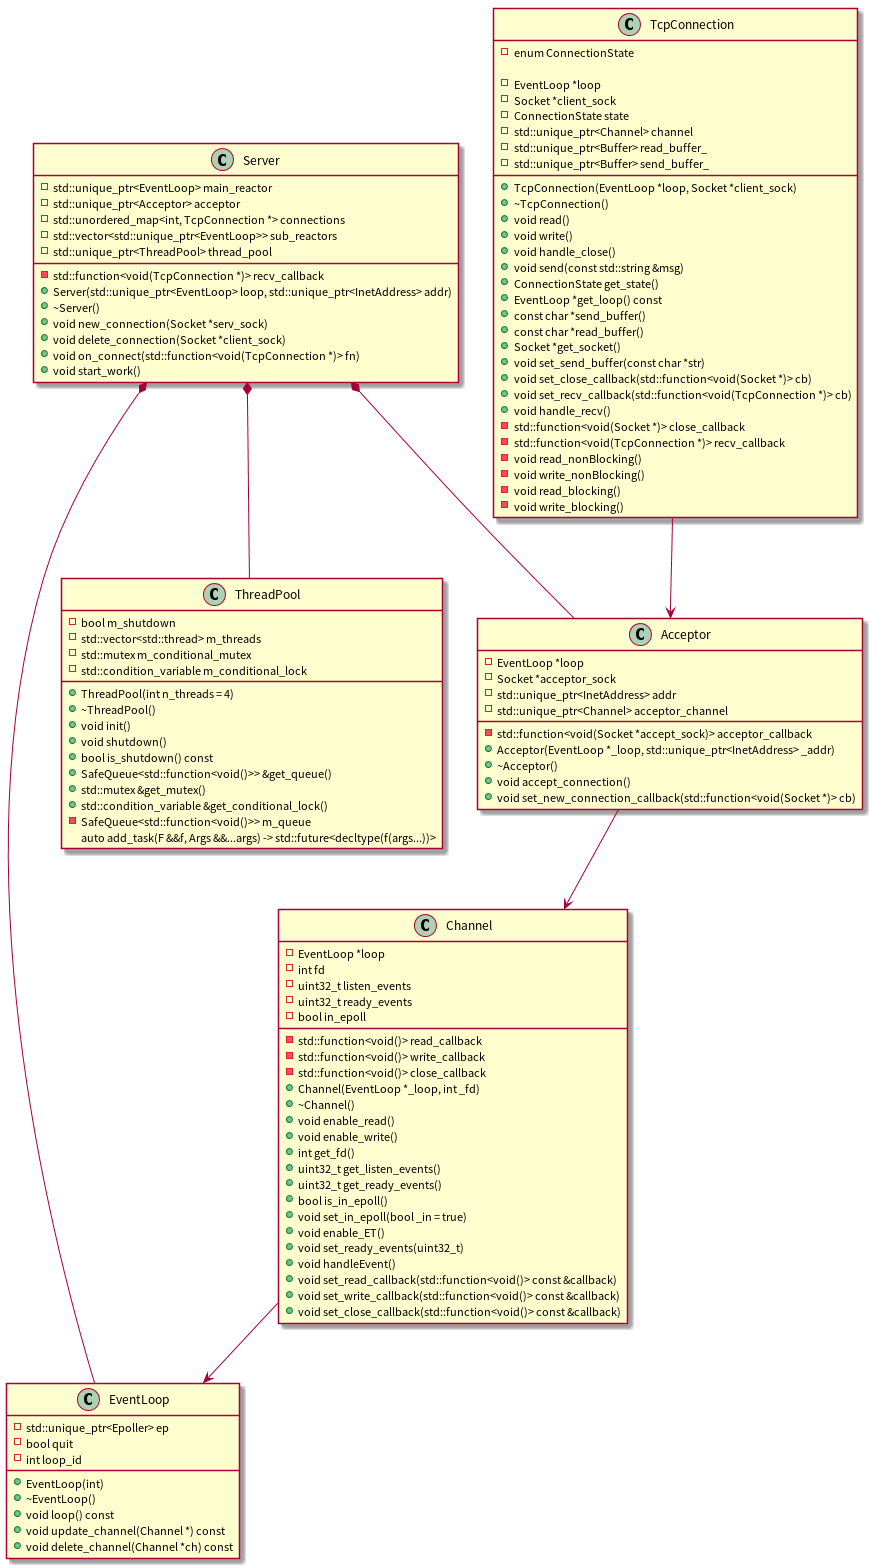 C TcpConnection
enum ConnectionState
EventLoop *loop
Socket *client_sock
ConnectionState state
std::unique_ptr<Channel> channel
std::unique_ptr<Buffer> read_buffer_
std::unique_ptr<Buffer> send_buffer_
TcpConnection(EventLoop *loop, Socket *client_sock)
~TcpConnection()
void read()
void write()
void handle_close()
void send(const std::string &msg)
ConnectionState get_state()
EventLoop *get_loop() const
const char *send_buffer()
const char *read_buffer()
Socket *get_socket()
void set_send_buffer(const char *str)
void set_close_callback(std::function<void(Socket *)> cb)
void set_recv_callback(std::function<void(TcpConnection *)> cb)
void handle_recv()
std::function<void(Socket *)> close_callback
std::function<void(TcpConnection *)> recv_callback
void read_nonBlocking()
void write_nonBlocking()
void read_blocking()
void write_blocking()
C Server
std::unique_ptr<EventLoop> main_reactor
std::unique_ptr<Acceptor> acceptor
std::unordered_map<int, TcpConnection *> connections
std::vector<std::unique_ptr<EventLoop>> sub_reactors
std::unique_ptr<ThreadPool> thread_pool
std::function<void(TcpConnection *)> recv_callback
Server(std::unique_ptr<EventLoop> loop, std::unique_ptr<InetAddress> addr)
~Server()
void new_connection(Socket *serv_sock)
void delete_connection(Socket *client_sock)
void on_connect(std::function<void(TcpConnection *)> fn)
void start_work()
C ThreadPool
bool m_shutdown
std::vector<std::thread> m_threads
std::mutex m_conditional_mutex
std::condition_variable m_conditional_lock
ThreadPool(int n_threads = 4)
~ThreadPool()
void init()
void shutdown()
bool is_shutdown() const
SafeQueue<std::function<void()>> &get_queue()
std::mutex &get_mutex()
std::condition_variable &get_conditional_lock()
SafeQueue<std::function<void()>> m_queue
auto add_task(F &&f, Args &&...args) -> std::future<decltype(f(args...))>
C Acceptor
EventLoop *loop
Socket *acceptor_sock
std::unique_ptr<InetAddress> addr
std::unique_ptr<Channel> acceptor_channel
std::function<void(Socket *accept_sock)> acceptor_callback
Acceptor(EventLoop *_loop, std::unique_ptr<InetAddress> _addr)
~Acceptor()
void accept_connection()
void set_new_connection_callback(std::function<void(Socket *)> cb)
C Channel
EventLoop *loop
int fd
uint32_t listen_events
uint32_t ready_events
bool in_epoll
std::function<void()> read_callback
std::function<void()> write_callback
std::function<void()> close_callback
Channel(EventLoop *_loop, int _fd)
~Channel()
void enable_read()
void enable_write()
int get_fd()
uint32_t get_listen_events()
uint32_t get_ready_events()
bool is_in_epoll()
void set_in_epoll(bool _in = true)
void enable_ET()
void set_ready_events(uint32_t)
void handleEvent()
void set_read_callback(std::function<void()> const &callback)
void set_write_callback(std::function<void()> const &callback)
void set_close_callback(std::function<void()> const &callback)
C EventLoop
std::unique_ptr<Epoller> ep
bool quit
int loop_id
EventLoop(int)
~EventLoop()
void loop() const
void update_channel(Channel *) const
void delete_channel(Channel *ch) const